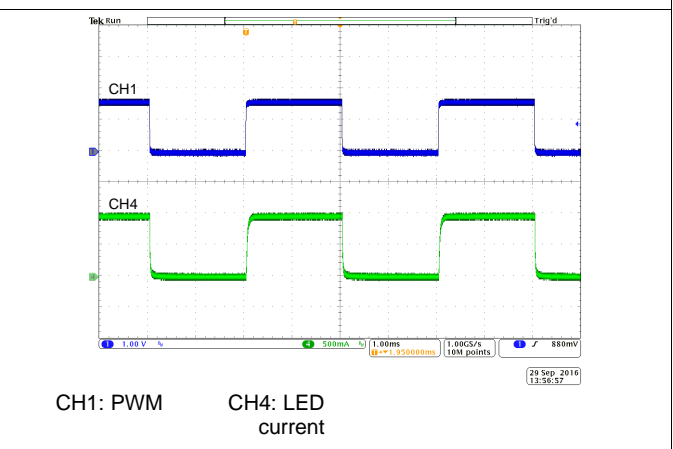 Tek Run Trig'd
CH1
CH4
1 1.00 V 4 500mA 1.00ms 1.00GS/s 1 880mV
1.950000ms 10M points
29 Sep 2016
13:56:57
CH1: PWM CH4: LED
current